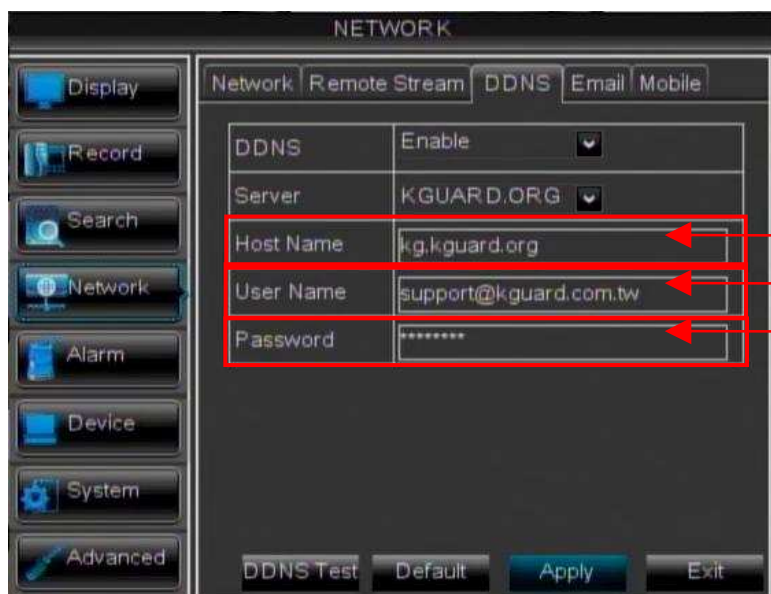 NETWORK
Display
Record
Search
Network
Alarm
Device
System
Advanced
Network Remote Stream DDNS Email Mobile
DDNS Enable
Server KGUARD.ORG
Host Name kg.kguard.org
User Name support@kguard.com.tw
Password ********
DDNS Test Default Apply Exit